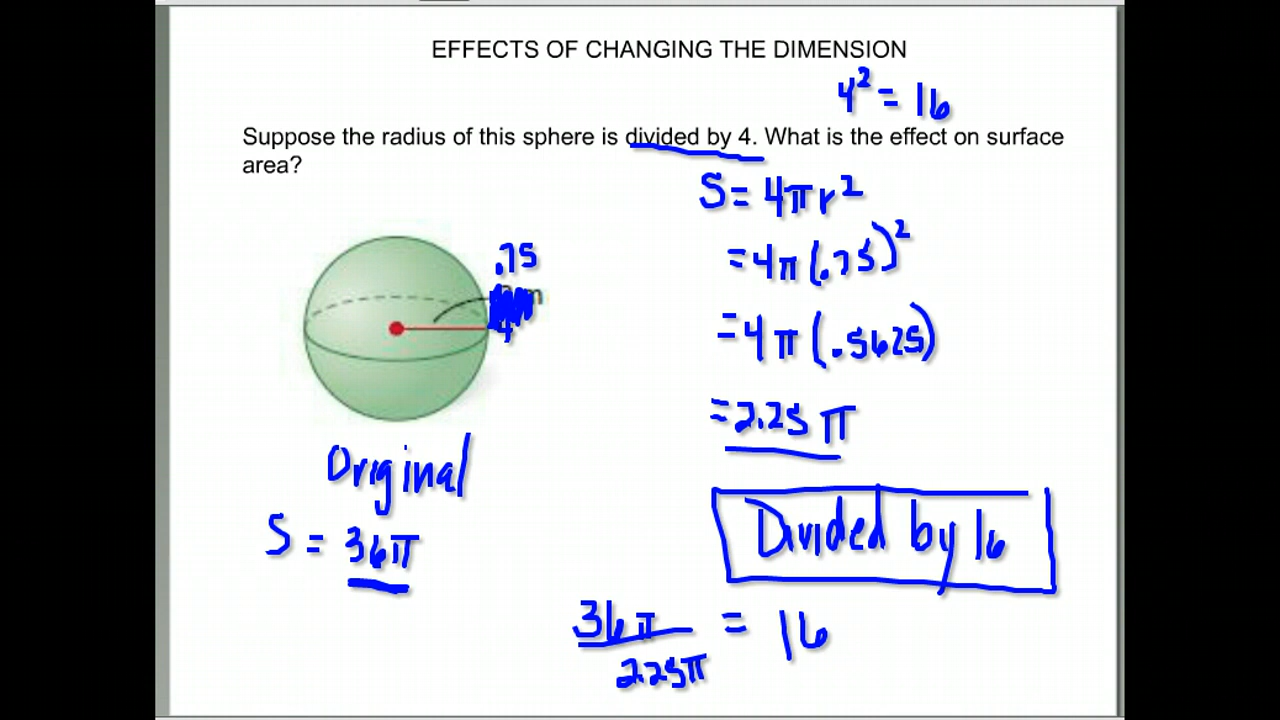 EFFECTS OF CHANGING THE DIMENSION
4² = 16
Suppose the radius of this sphere is divided by 4. What is the effect on surface
area?
S = 4πr²
= 4π(.75)²
= 4π(.5625)
= 2.25π
.75
m
4
Original
S = 36π
Divided by 16
36π / 2.25π = 16